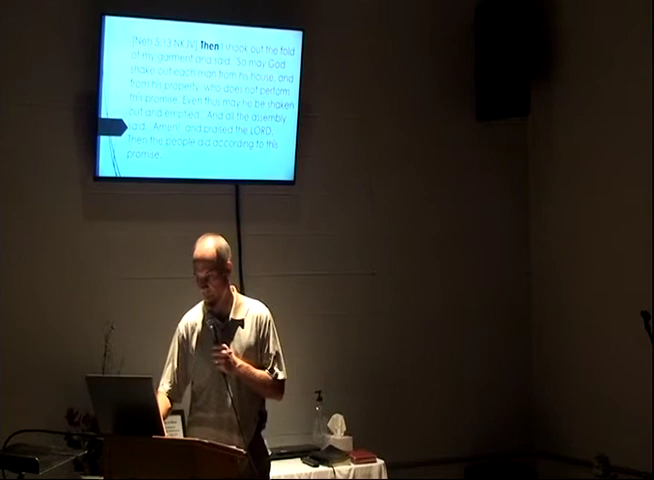 [Neh 5:13 NKJV] Then I shook out the fold
of my garment and said, "So may God
shake out each man from his house, and
from his property, who does not perform
this promise. Even thus may he be shaken
out and emptied." And all the assembly
said, "Amen!" and praised the LORD.
Then the people did according to this
promise.